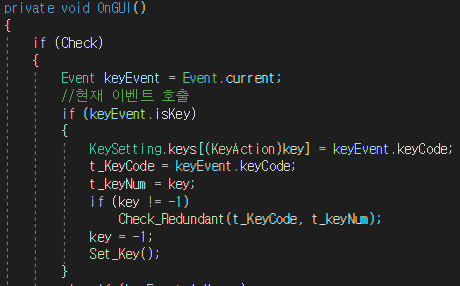 private void OnGUI()
{
if (Check)
{
Event keyEvent = Event.current;
//현재 이벤트 호출
if (keyEvent.isKey)
{
KeySetting.keys[(KeyAction)key] = keyEvent.keyCode;
t_KeyCode = keyEvent.keyCode;
t_keyNum = key;
if (key != -1)
Check_Redundant(t_KeyCode, t_keyNum);
key = -1;
Set_Key();
}